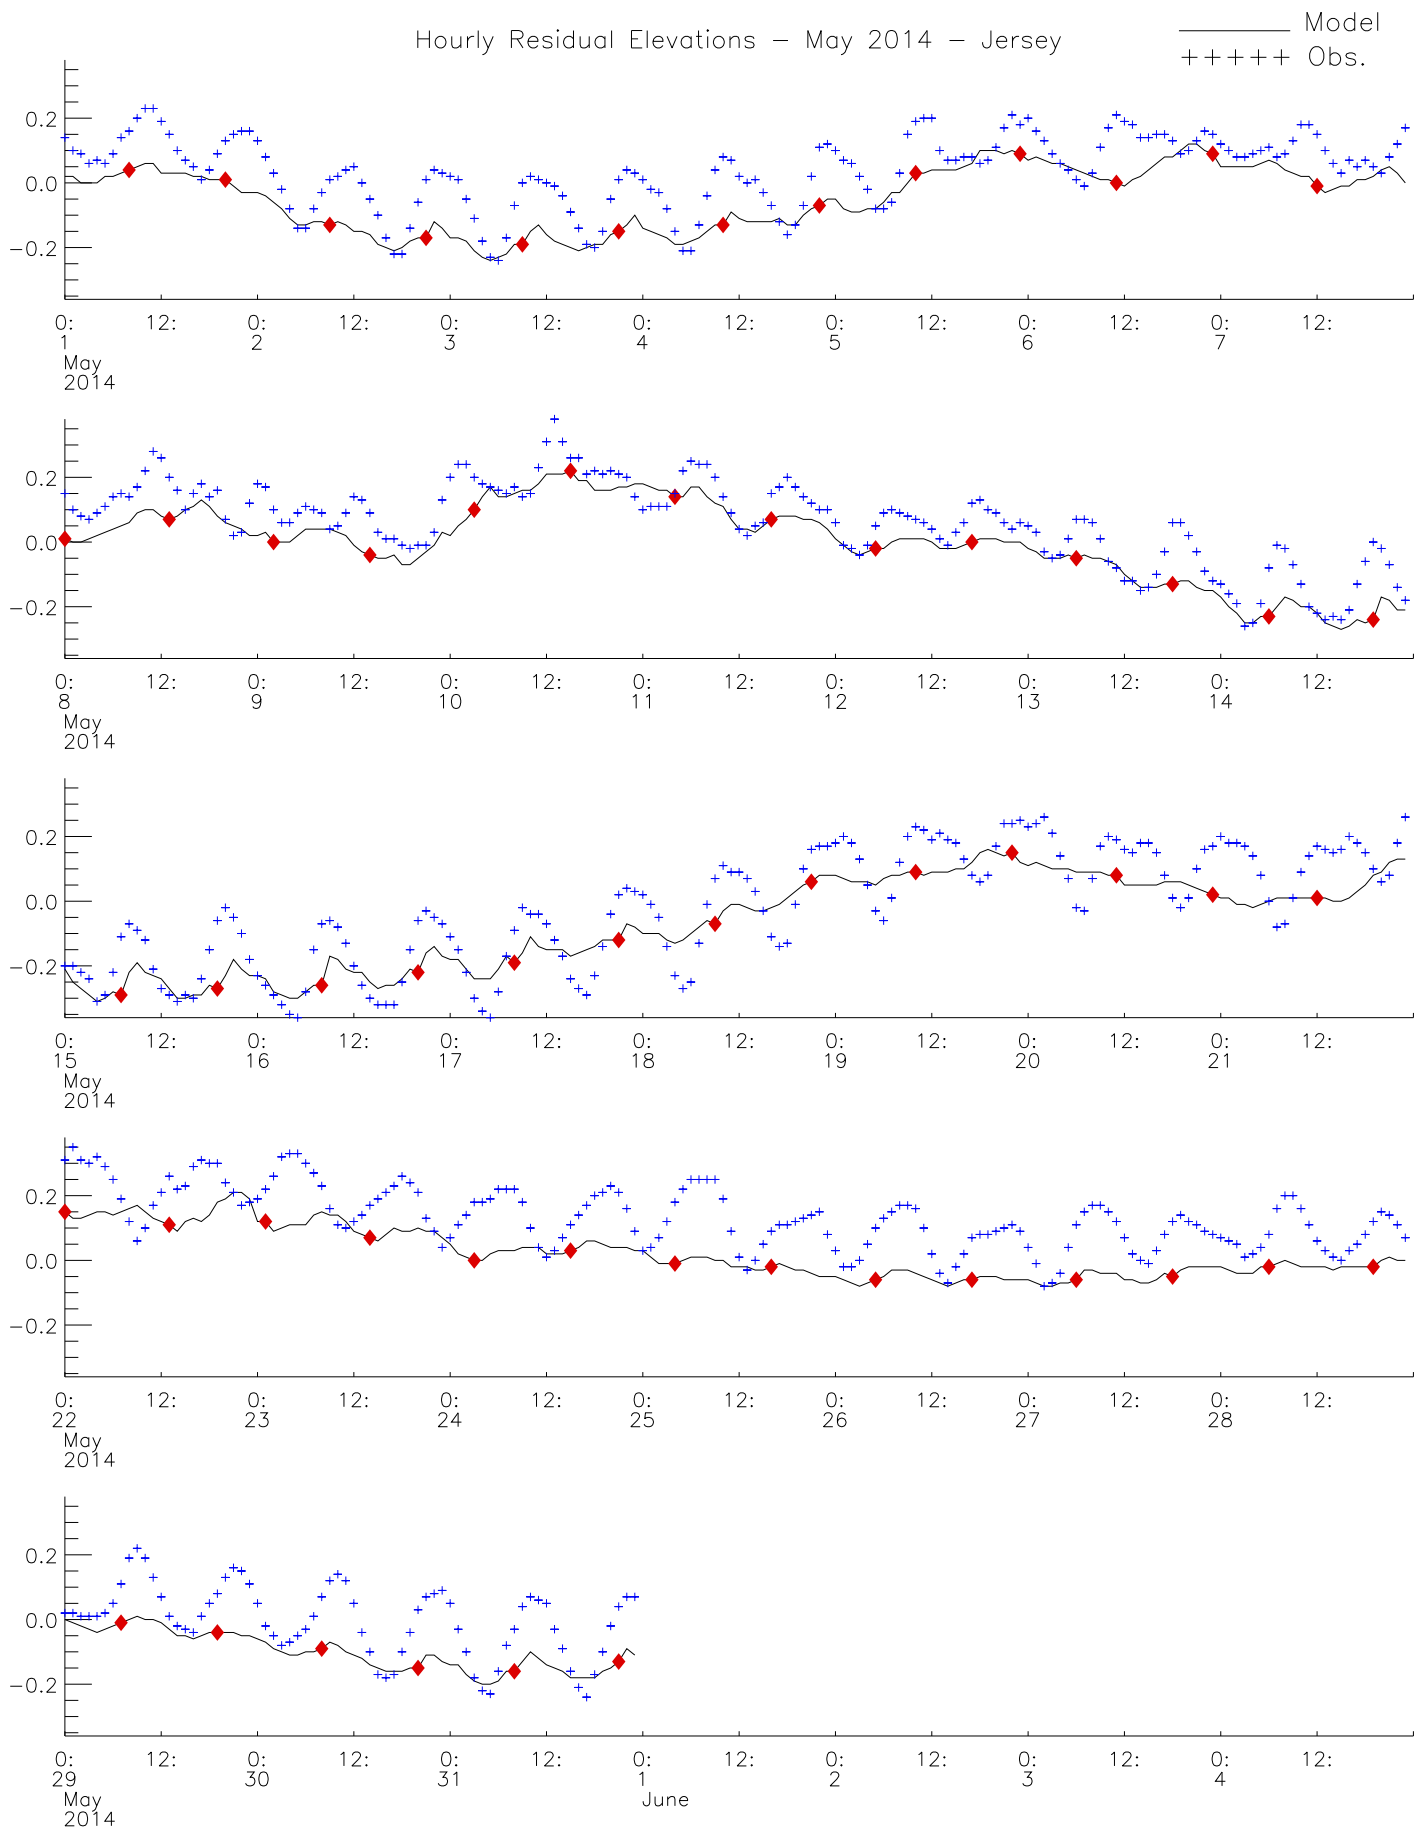 Hourly Residual Elevations – May 2014 – Jersey
Model
+++++ Obs.
0.2
0.0
−0.2
0: 12: 0: 12: 0: 12: 0: 12: 0: 12: 0: 12: 0: 12:
1 2 3 4 5 6 7
May
2014
0.2
0.0
−0.2
0: 12: 0: 12: 0: 12: 0: 12: 0: 12: 0: 12: 0: 12:
8 9 10 11 12 13 14
May
2014
0.2
0.0
−0.2
0: 12: 0: 12: 0: 12: 0: 12: 0: 12: 0: 12: 0: 12:
15 16 17 18 19 20 21
May
2014
0.2
0.0
−0.2
0: 12: 0: 12: 0: 12: 0: 12: 0: 12: 0: 12: 0: 12:
22 23 24 25 26 27 28
May
2014
0.2
0.0
−0.2
0: 12: 0: 12: 0: 12: 0: 12: 0: 12: 0: 12: 0: 12:
29 30 31 1 2 3 4
May June
2014